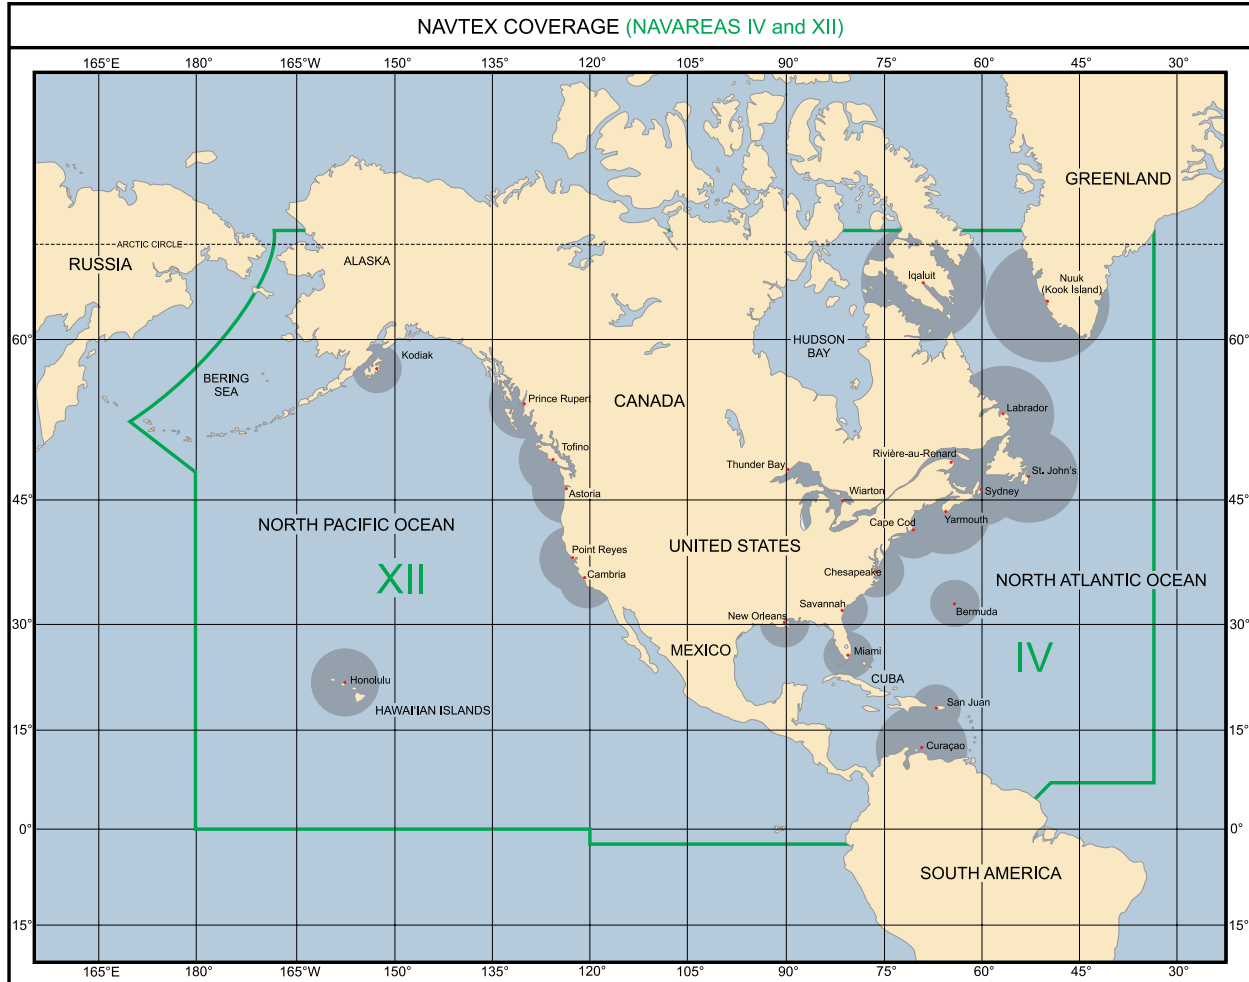 NAVTEX COVERAGE (NAVAREAS IV and XII)
165°E 180° 165°W 150° 135° 120° 105° 90° 75° 60° 45° 30°
GREENLAND
ARCTIC CIRCLE
RUSSIA
ALASKA
Iqaluit
Nuuk
(Kook Island)
60°
HUDSON
BAY
60°
Kodiak
BERING
SEA
Prince Rupert
CANADA
Labrador
Tofino
Rivière-au-Renard
Thunder Bay
St. John's
Astoria
Wiarton
Sydney
45°
45°
NORTH PACIFIC OCEAN
Cape Cod
Yarmouth
UNITED STATES
Point Reyes
Cambria
XII
Chesapeake
NORTH ATLANTIC OCEAN
Savannah
Bermuda
New Orleans
30°
30°
MEXICO
Miami
IV
CUBA
Honolulu
HAWAI'IAN ISLANDS
San Juan
15°
15°
Curaçao
0°
0°
SOUTH AMERICA
15°
15°
165°E 180° 165°W 150° 135° 120° 105° 90° 75° 60° 45° 30°